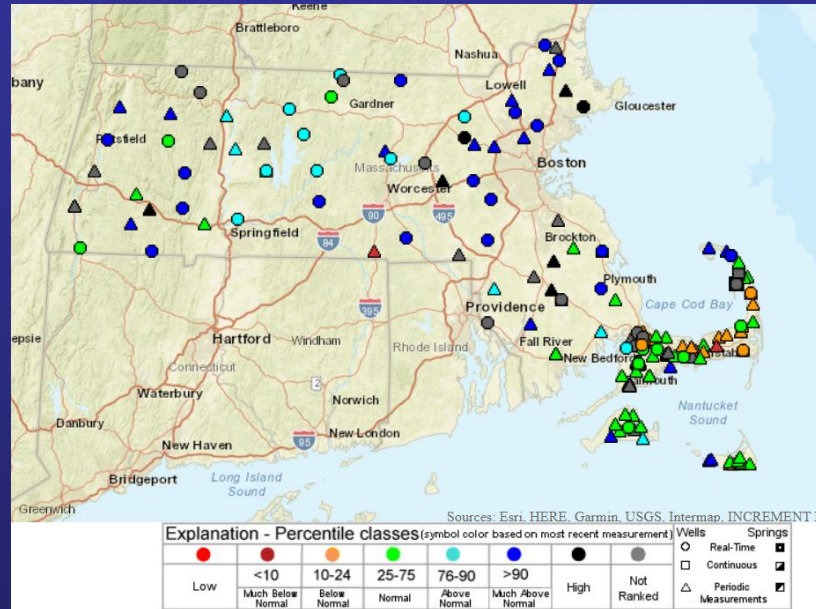 Keene
Brattleboro
Nashua
bany
Lowell
Gardner
Gloucester
Pittsfield
Boston
Massachusetts
Worcester
90
495
Springfield
84
Brockton
Plymouth
395
Providence
Cape Cod Bay
epsie
Hartford
Windham
Rhode Island
Fall River
New Bedford
Connecticut
2
Nantucket
Sound
Waterbury
Norwich
Danbury
New London
New Haven
95
Bridgeport
Long Island
Sound
Greenwich
Sources: Esri, HERE, Garmin, USGS, Intermap, INCREMENT
Explanation - Percentile classes (symbol color based on most recent measurement)
Wells Springs
Real-Time
Continuous
Periodic
Measurements
<10 10-24 25-75 76-90 >90
Low Much Below Normal Below Normal Normal Above Normal Much Above Normal High Not Ranked